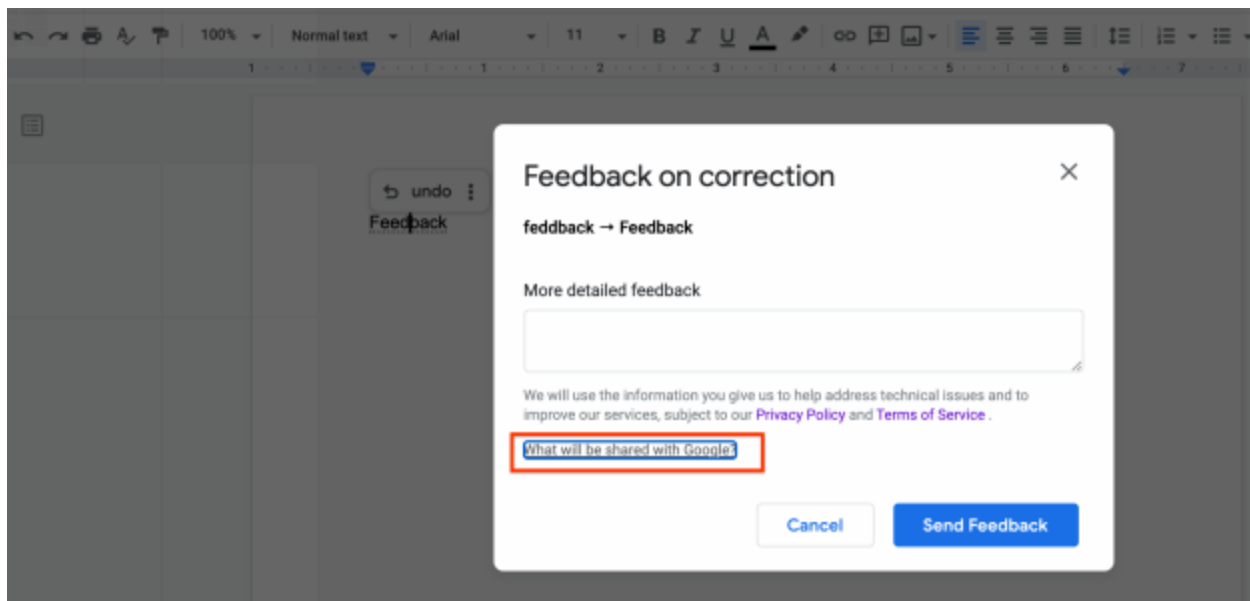 100% Normal text Arial 11 B I U A
1 1 2 3 4 5 6 7
undo
Feedback
Feedback on correction
feddback → Feedback
More detailed feedback
We will use the information you give us to help address technical issues and to
improve our services, subject to our Privacy Policy and Terms of Service .
What will be shared with Google?
Cancel Send Feedback